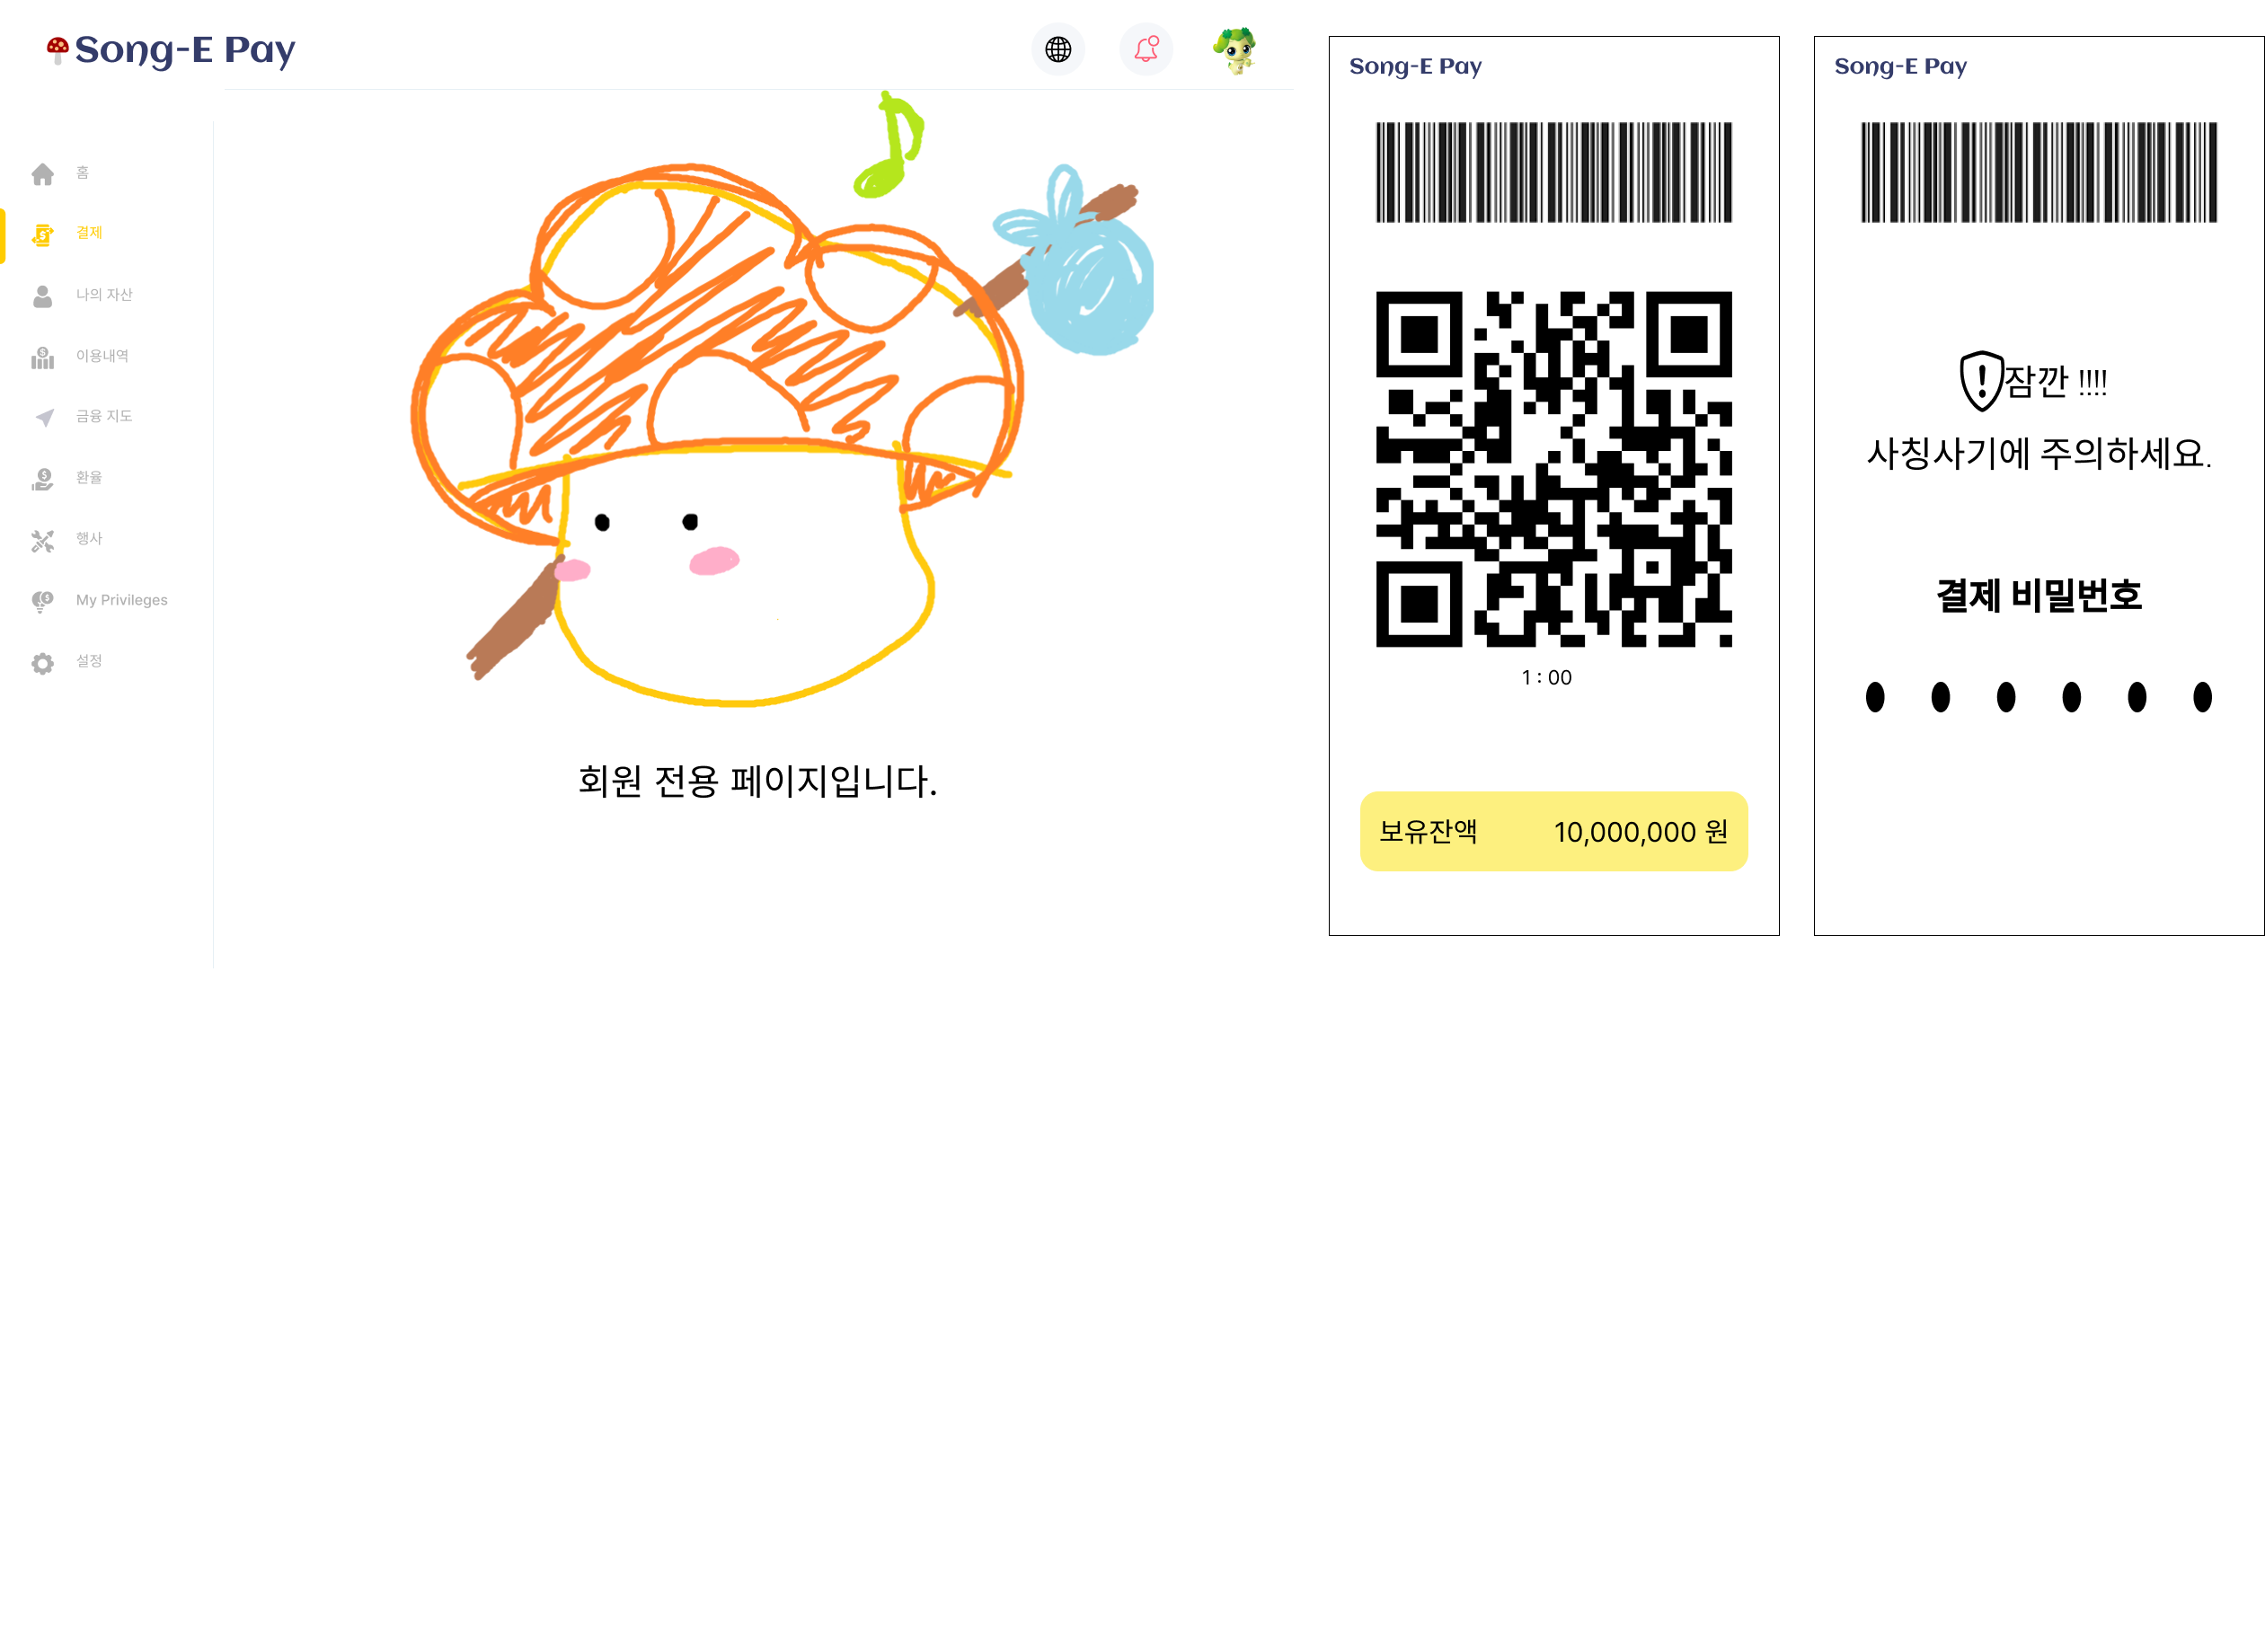 Song-E Pay
홈
결제
나의 자산
이용내역
금융 지도
환율
행사
My Privileges
설정
회원 전용 페이지입니다.
Song-E Pay
1 : 00
보유잔액 10,000,000 원
Song-E Pay
잠깐 !!!!
사칭사기에 주의하세요.
결제 비밀번호